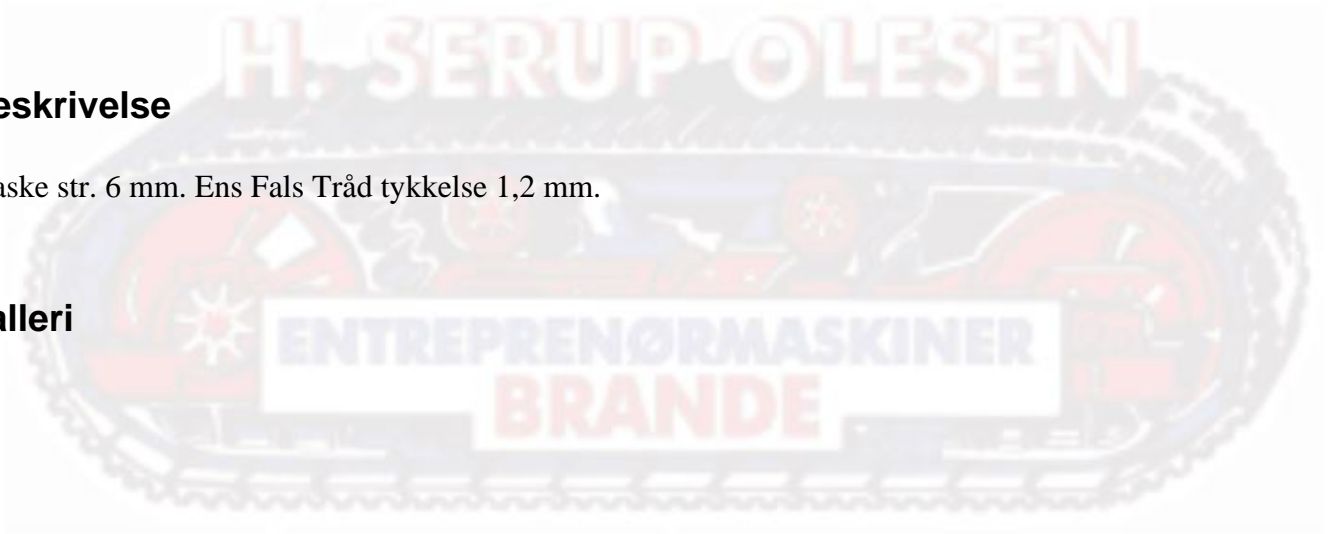 H. SERUP OLESEN
eskrivelse
aske str. 6 mm. Ens Fals Tråd tykkelse 1,2 mm.
alleri
ENTREPRENØRMASKINER
BRANDE